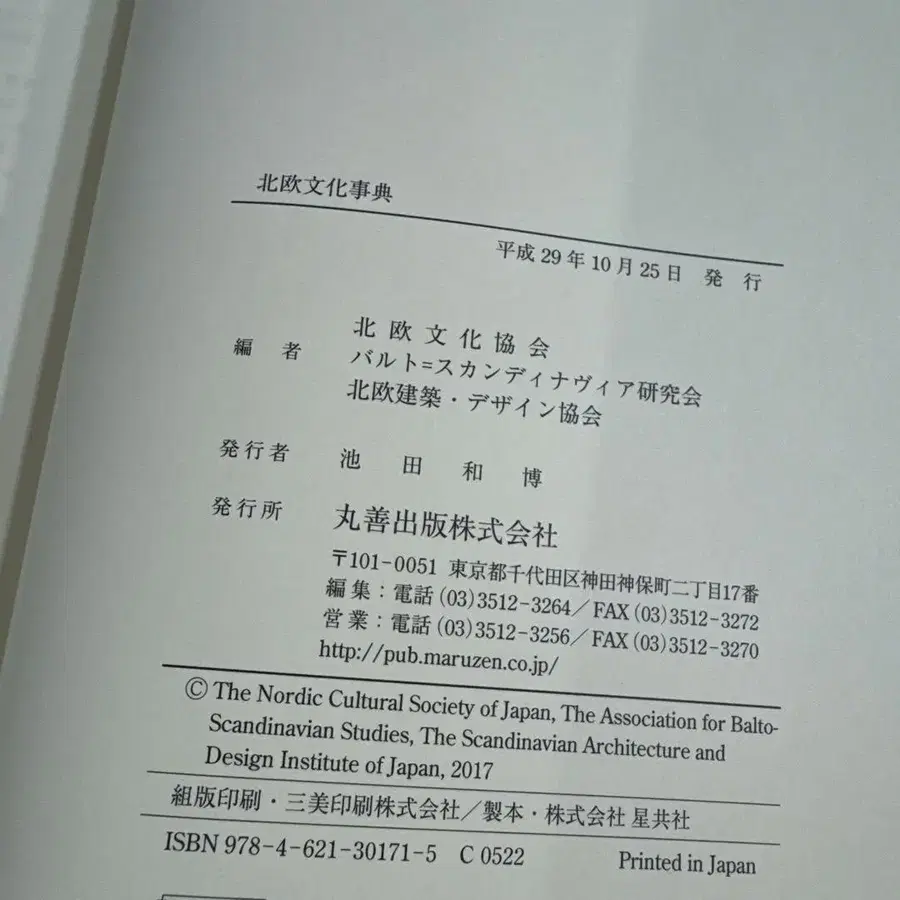 北欧文化事典
平成 29 年 10 月 25 日 発 行
編 者
北 欧 文 化 協 会
バルト=スカンディナヴィア研究会
北欧建築・デザイン協会
発行者 池 田 和 博
発行所 丸善出版株式会社
〒101-0051 東京都千代田区神田神保町二丁目17番
編集：電話 (03)3512-3264／FAX (03)3512-3272
営業：電話 (03)3512-3256／FAX (03)3512-3270
http://pub.maruzen.co.jp/
© The Nordic Cultural Society of Japan, The Association for Balto-
Scandinavian Studies, The Scandinavian Architecture and
Design Institute of Japan, 2017
組版印刷・三美印刷株式会社／製本・株式会社 星共社
ISBN 978-4-621-30171-5 C 0522 Printed in Japan